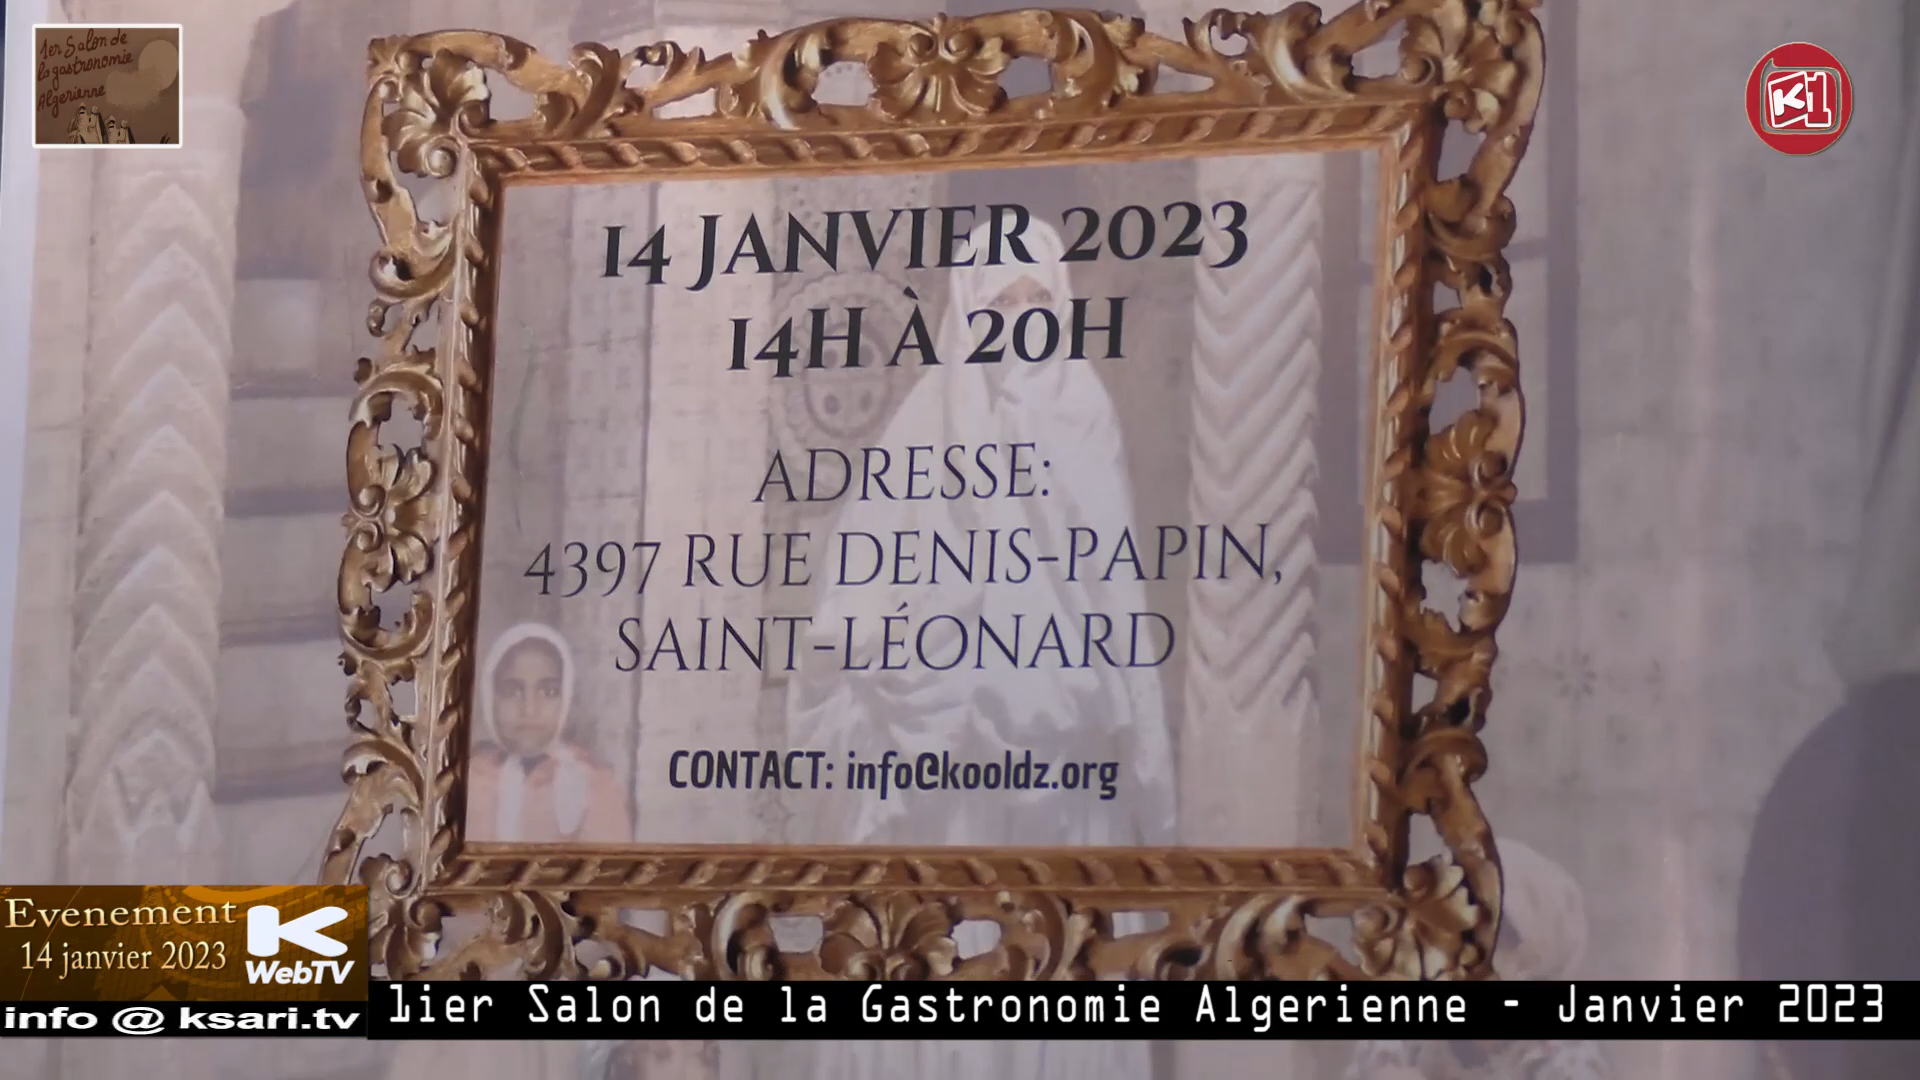 1er Salon de
la gastronomie
Algerienne
K1
14 JANVIER 2023
14H À 20H
ADRESSE:
4397 RUE DENIS-PAPIN,
SAINT-LÉONARD
CONTACT: info@kooldz.org
Evenement
14 janvier 2023
K
WebTV
info @ ksari.tv
1ier Salon de la Gastronomie Algerienne - Janvier 2023